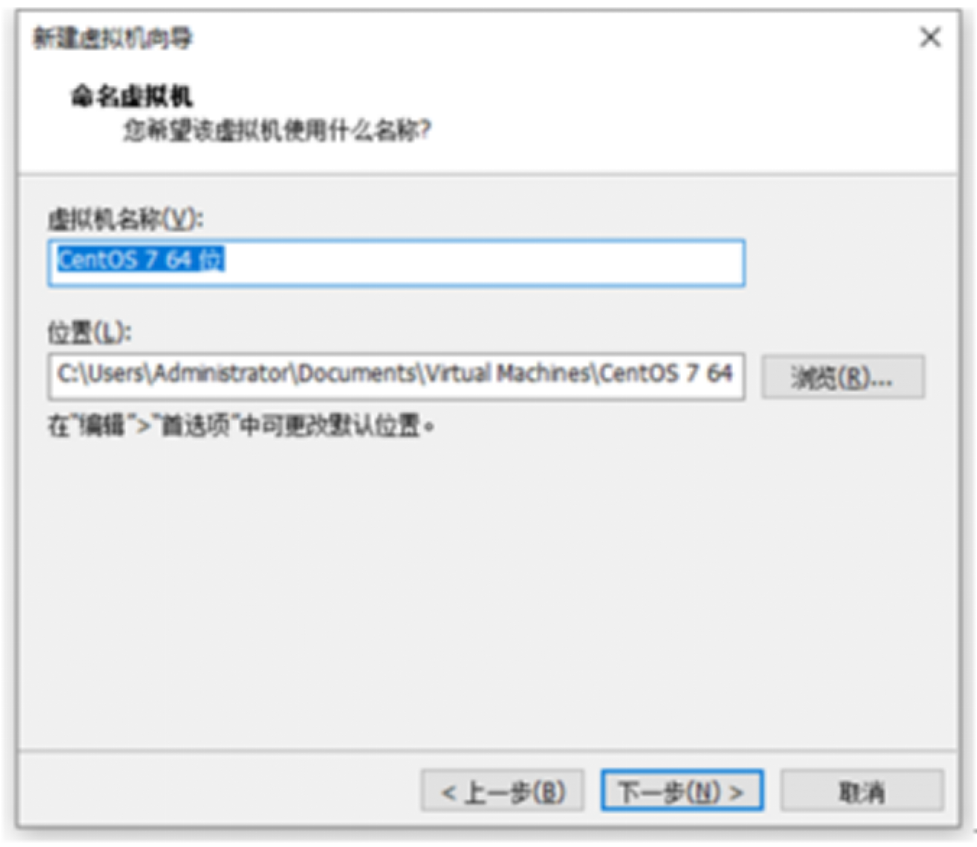 新建虚拟机向导
命名虚拟机
您希望该虚拟机使用什么名称?
虚拟机名称(V):
CentOS 7 64 位
位置(L):
C:\Users\Administrator\Documents\Virtual Machines\CentOS 7 64
浏览(R)...
在"编辑">"首选项"中可更改默认位置。
< 上一步(B)
下一步(N) >
取消